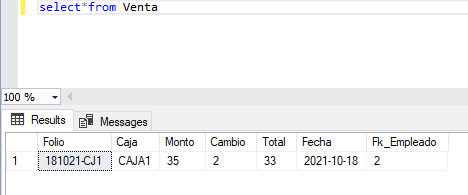 select*from Venta
100 %
Results Messages
Folio Caja Monto Cambio Total Fecha Fk_Empleado
1 181021-CJ1 CAJA1 35 2 33 2021-10-18 2